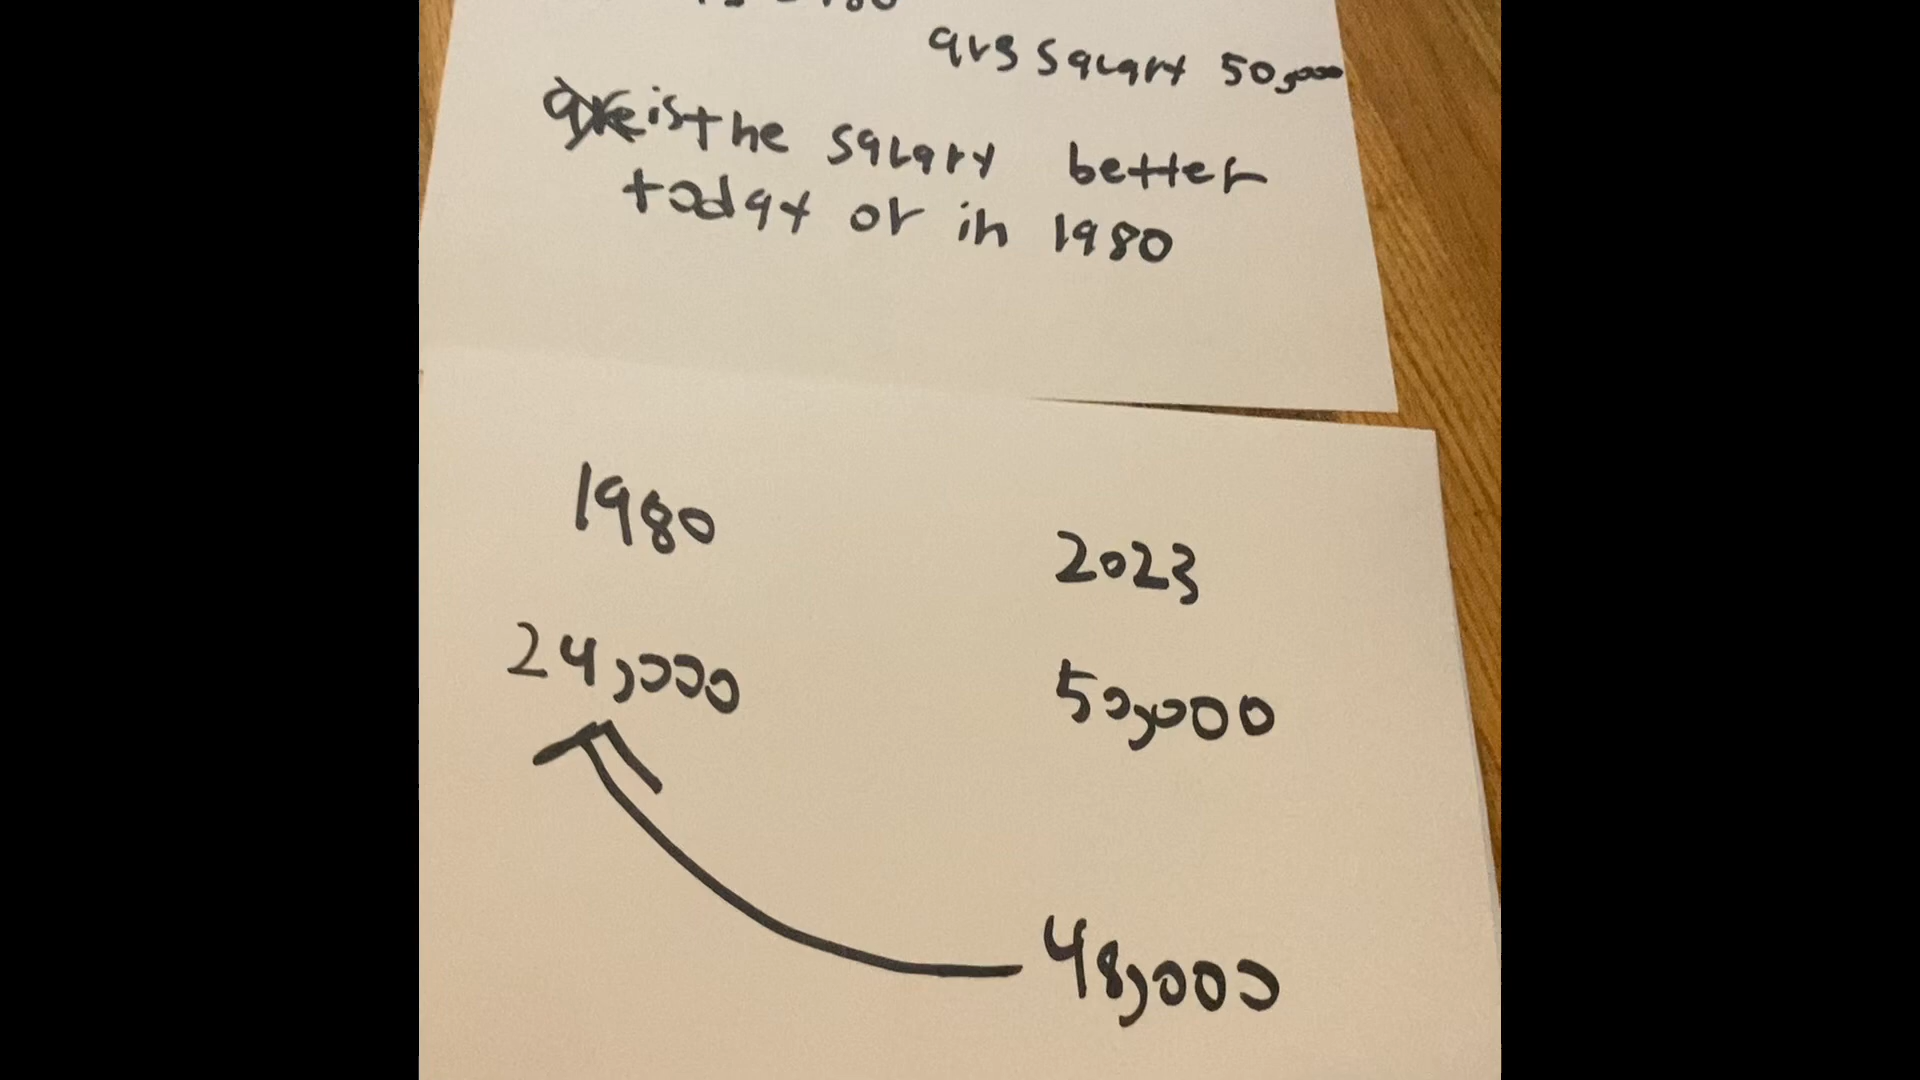 avg salary 50,000
is the salary better
today or in 1980
1980
2023
24,000
50,000
48,000